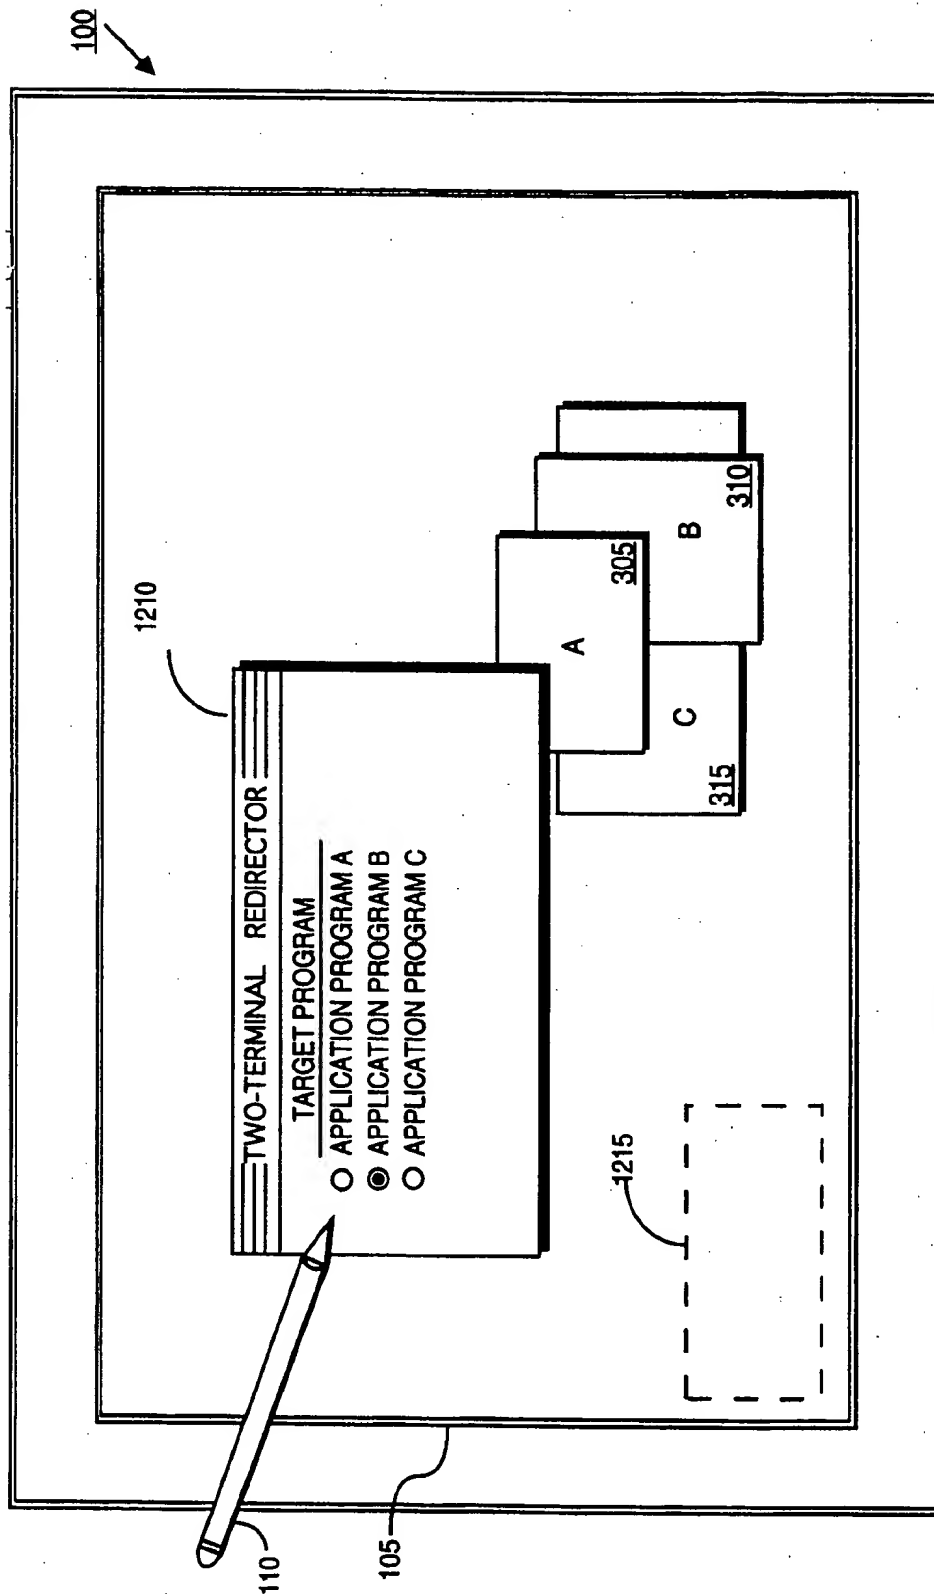 100
1210
TWO-TERMINAL REDIRECTOR
TARGET PROGRAM
APPLICATION PROGRAM A
APPLICATION PROGRAM B
APPLICATION PROGRAM C
110
105
A
305
B
310
C
315
1215